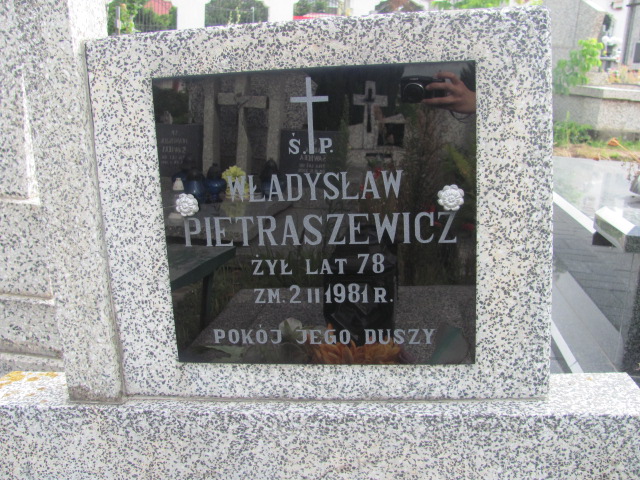 Ś.P.
WŁADYSŁAW
PIETRASZEWICZ
ŻYŁ LAT 78
ZM. 2 II 1981 R.
POKÓJ JEGO DUSZY